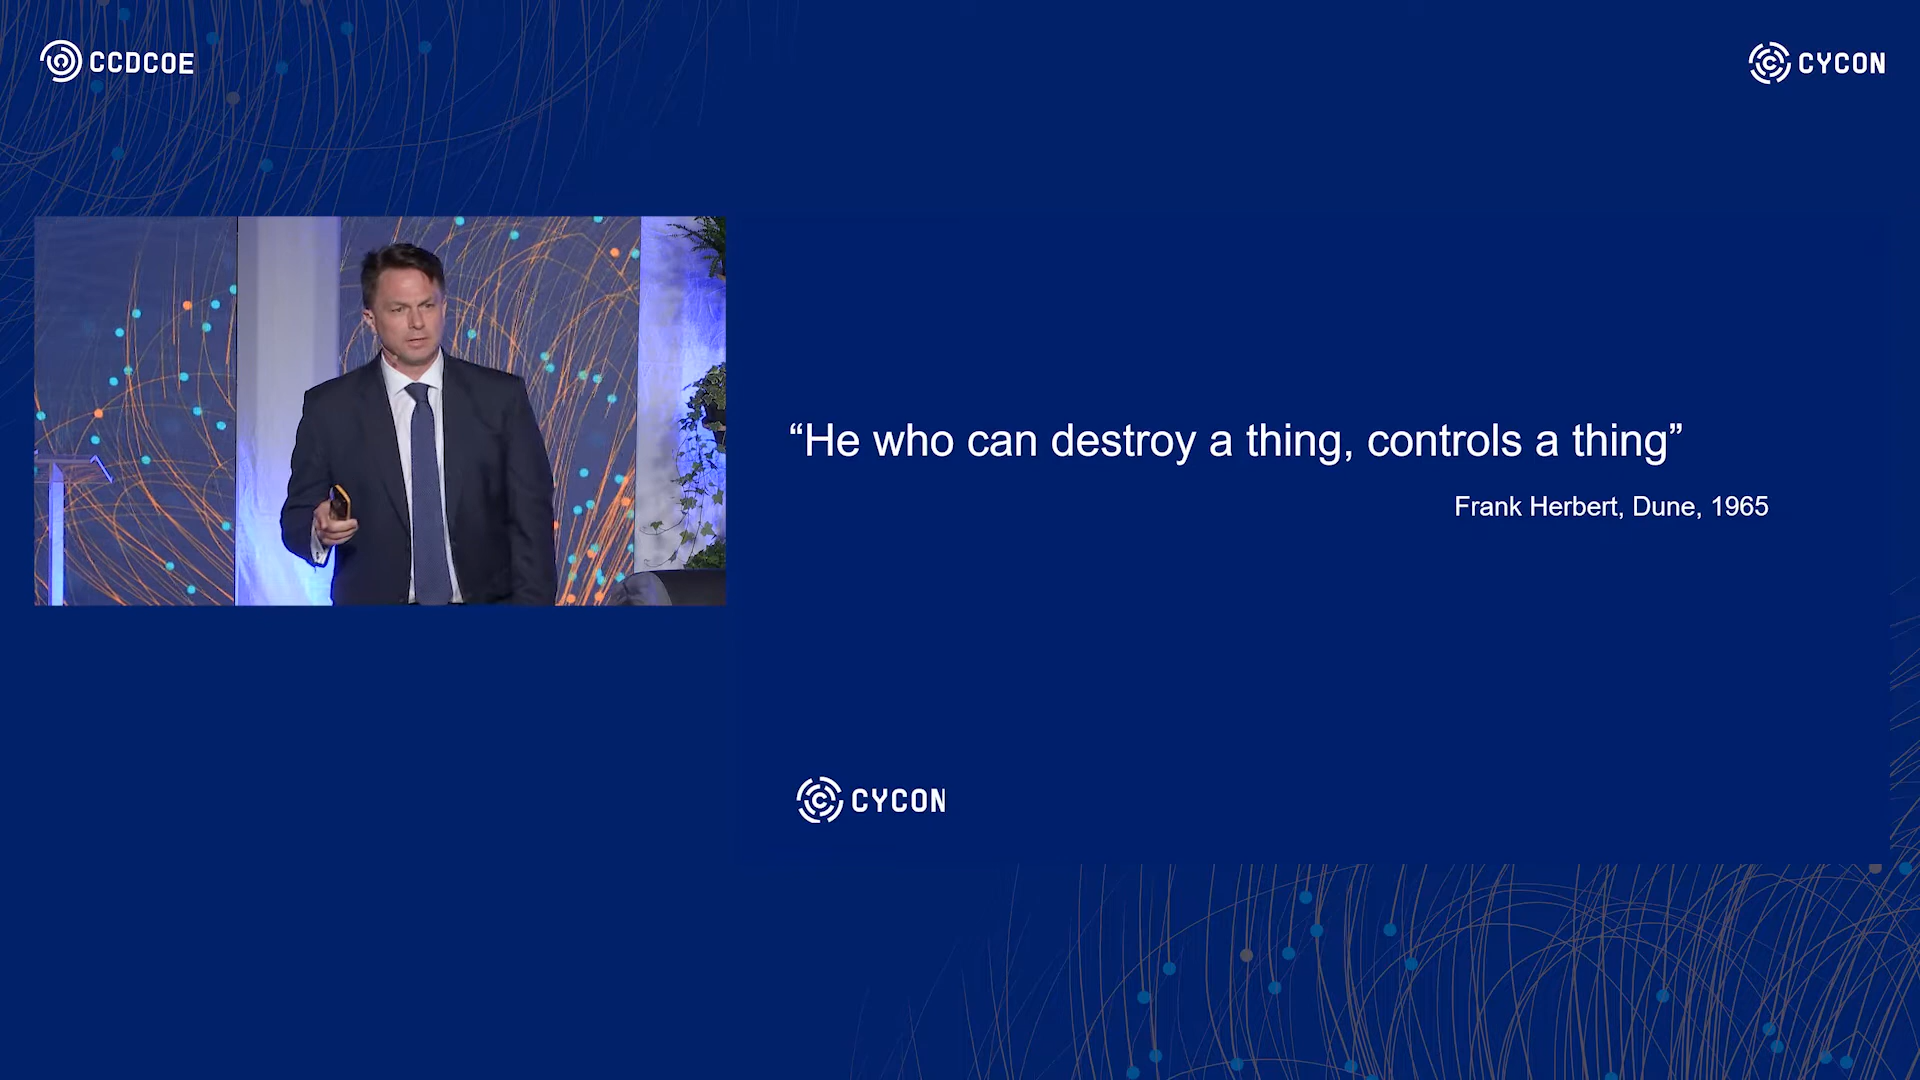 CCDCOE
CYCON
“He who can destroy a thing, controls a thing”
Frank Herbert, Dune, 1965
CYCON